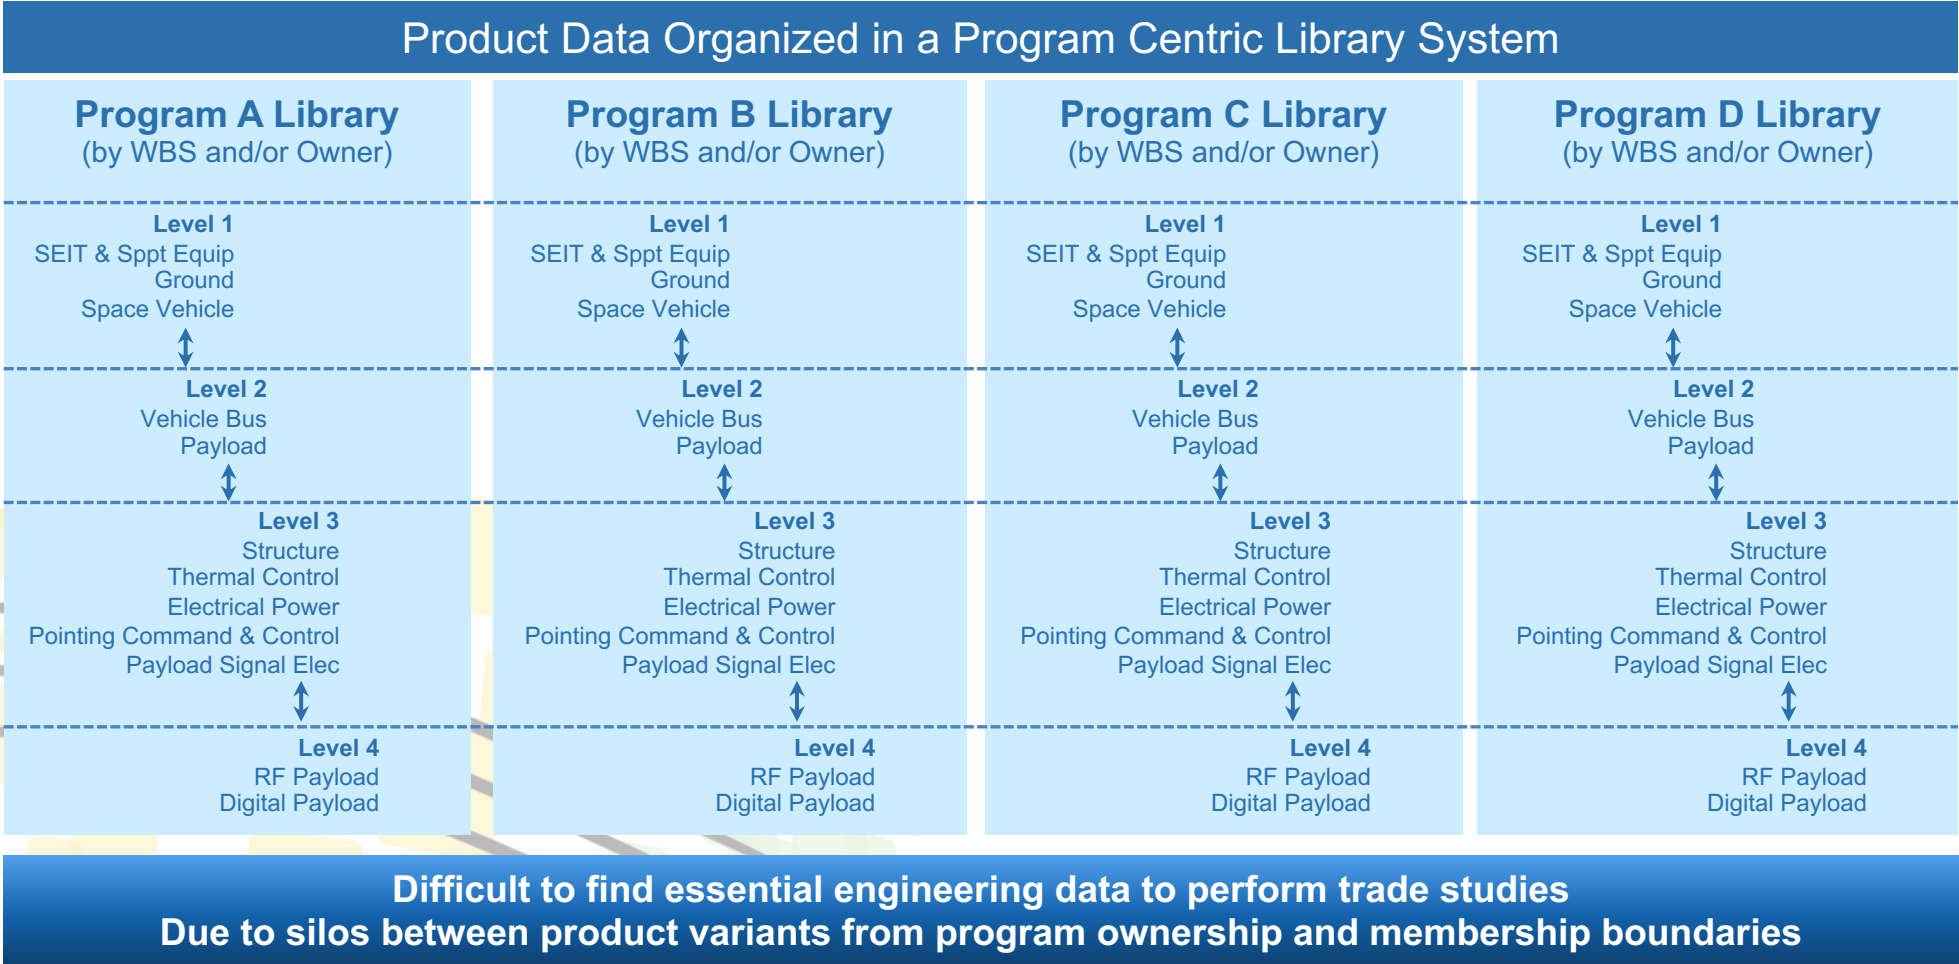 Product Data Organized in a Program Centric Library System
Program A Library
(by WBS and/or Owner)
Level 1
SEIT & Sppt Equip
Ground
Space Vehicle
Level 2
Vehicle Bus
Payload
Level 3
Structure
Thermal Control
Electrical Power
Pointing Command & Control
Payload Signal Elec
Level 4
RF Payload
Digital Payload
Program B Library
(by WBS and/or Owner)
Level 1
SEIT & Sppt Equip
Ground
Space Vehicle
Level 2
Vehicle Bus
Payload
Level 3
Structure
Thermal Control
Electrical Power
Pointing Command & Control
Payload Signal Elec
Level 4
RF Payload
Digital Payload
Program C Library
(by WBS and/or Owner)
Level 1
SEIT & Sppt Equip
Ground
Space Vehicle
Level 2
Vehicle Bus
Payload
Level 3
Structure
Thermal Control
Electrical Power
Pointing Command & Control
Payload Signal Elec
Level 4
RF Payload
Digital Payload
Program D Library
(by WBS and/or Owner)
Level 1
SEIT & Sppt Equip
Ground
Space Vehicle
Level 2
Vehicle Bus
Payload
Level 3
Structure
Thermal Control
Electrical Power
Pointing Command & Control
Payload Signal Elec
Level 4
RF Payload
Digital Payload
Difficult to find essential engineering data to perform trade studies
Due to silos between product variants from program ownership and membership boundaries